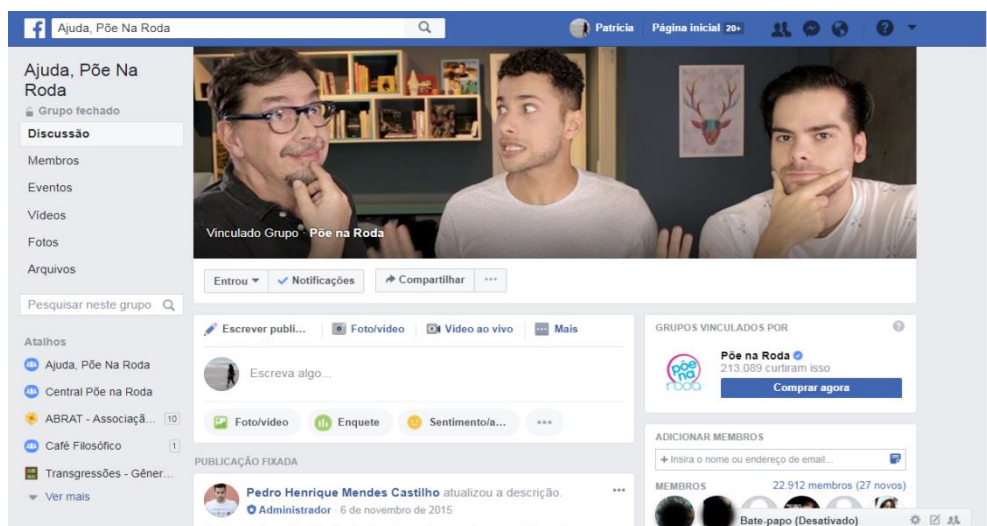 Ajuda, Põe Na Roda
Patrícia
Página inicial 20+
Ajuda, Põe Na
Roda
Grupo fechado
Discussão
Membros
Eventos
Vídeos
Fotos
Arquivos
Pesquisar neste grupo
Atalhos
Ajuda, Põe Na Roda
Central Põe na Roda
ABRAT - Associaçã... 10
Café Filosófico 1
Transgressões - Gêner...
Ver mais
Vinculado Grupo · Põe na Roda
Entrou
Notificações
Compartilhar
Escrever publi...
Foto/vídeo
Vídeo ao vivo
Mais
Escreva algo...
Foto/vídeo
Enquete
Sentimento/a...
PUBLICAÇÃO FIXADA
Pedro Henrique Mendes Castilho atualizou a descrição.
Administrador · 6 de novembro de 2015
GRUPOS VINCULADOS POR
põe
na
roda
Põe na Roda
213.089 curtiram isso
Comprar agora
ADICIONAR MEMBROS
+ Insira o nome ou endereço de email...
MEMBROS
22.912 membros (27 novos)
Bate-papo (Desativado)